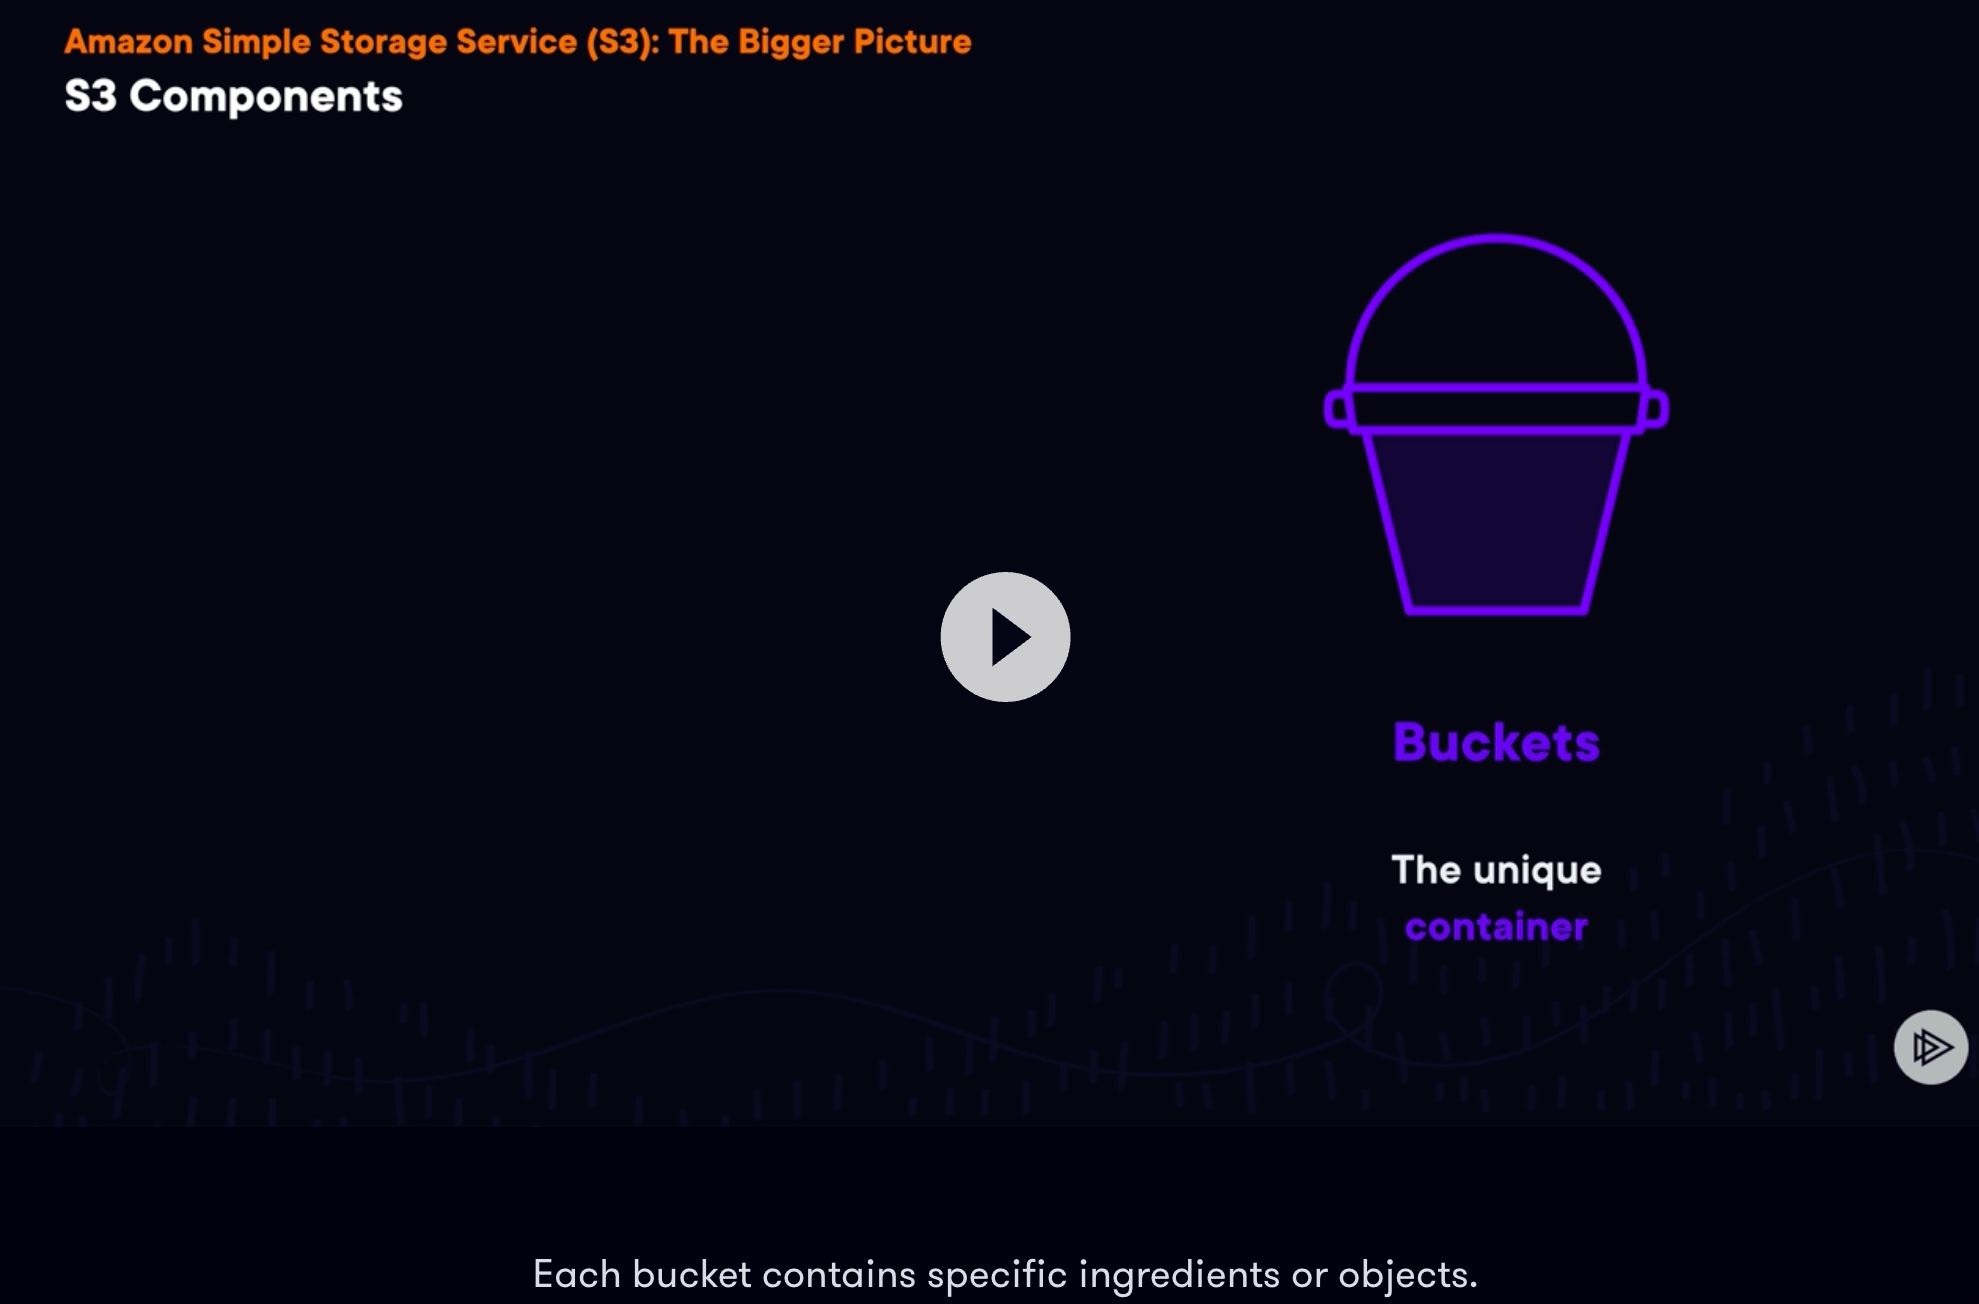 Amazon Simple Storage Service (S3): The Bigger Picture
S3 Components
Buckets
The unique
container
Each bucket contains specific ingredients or objects.